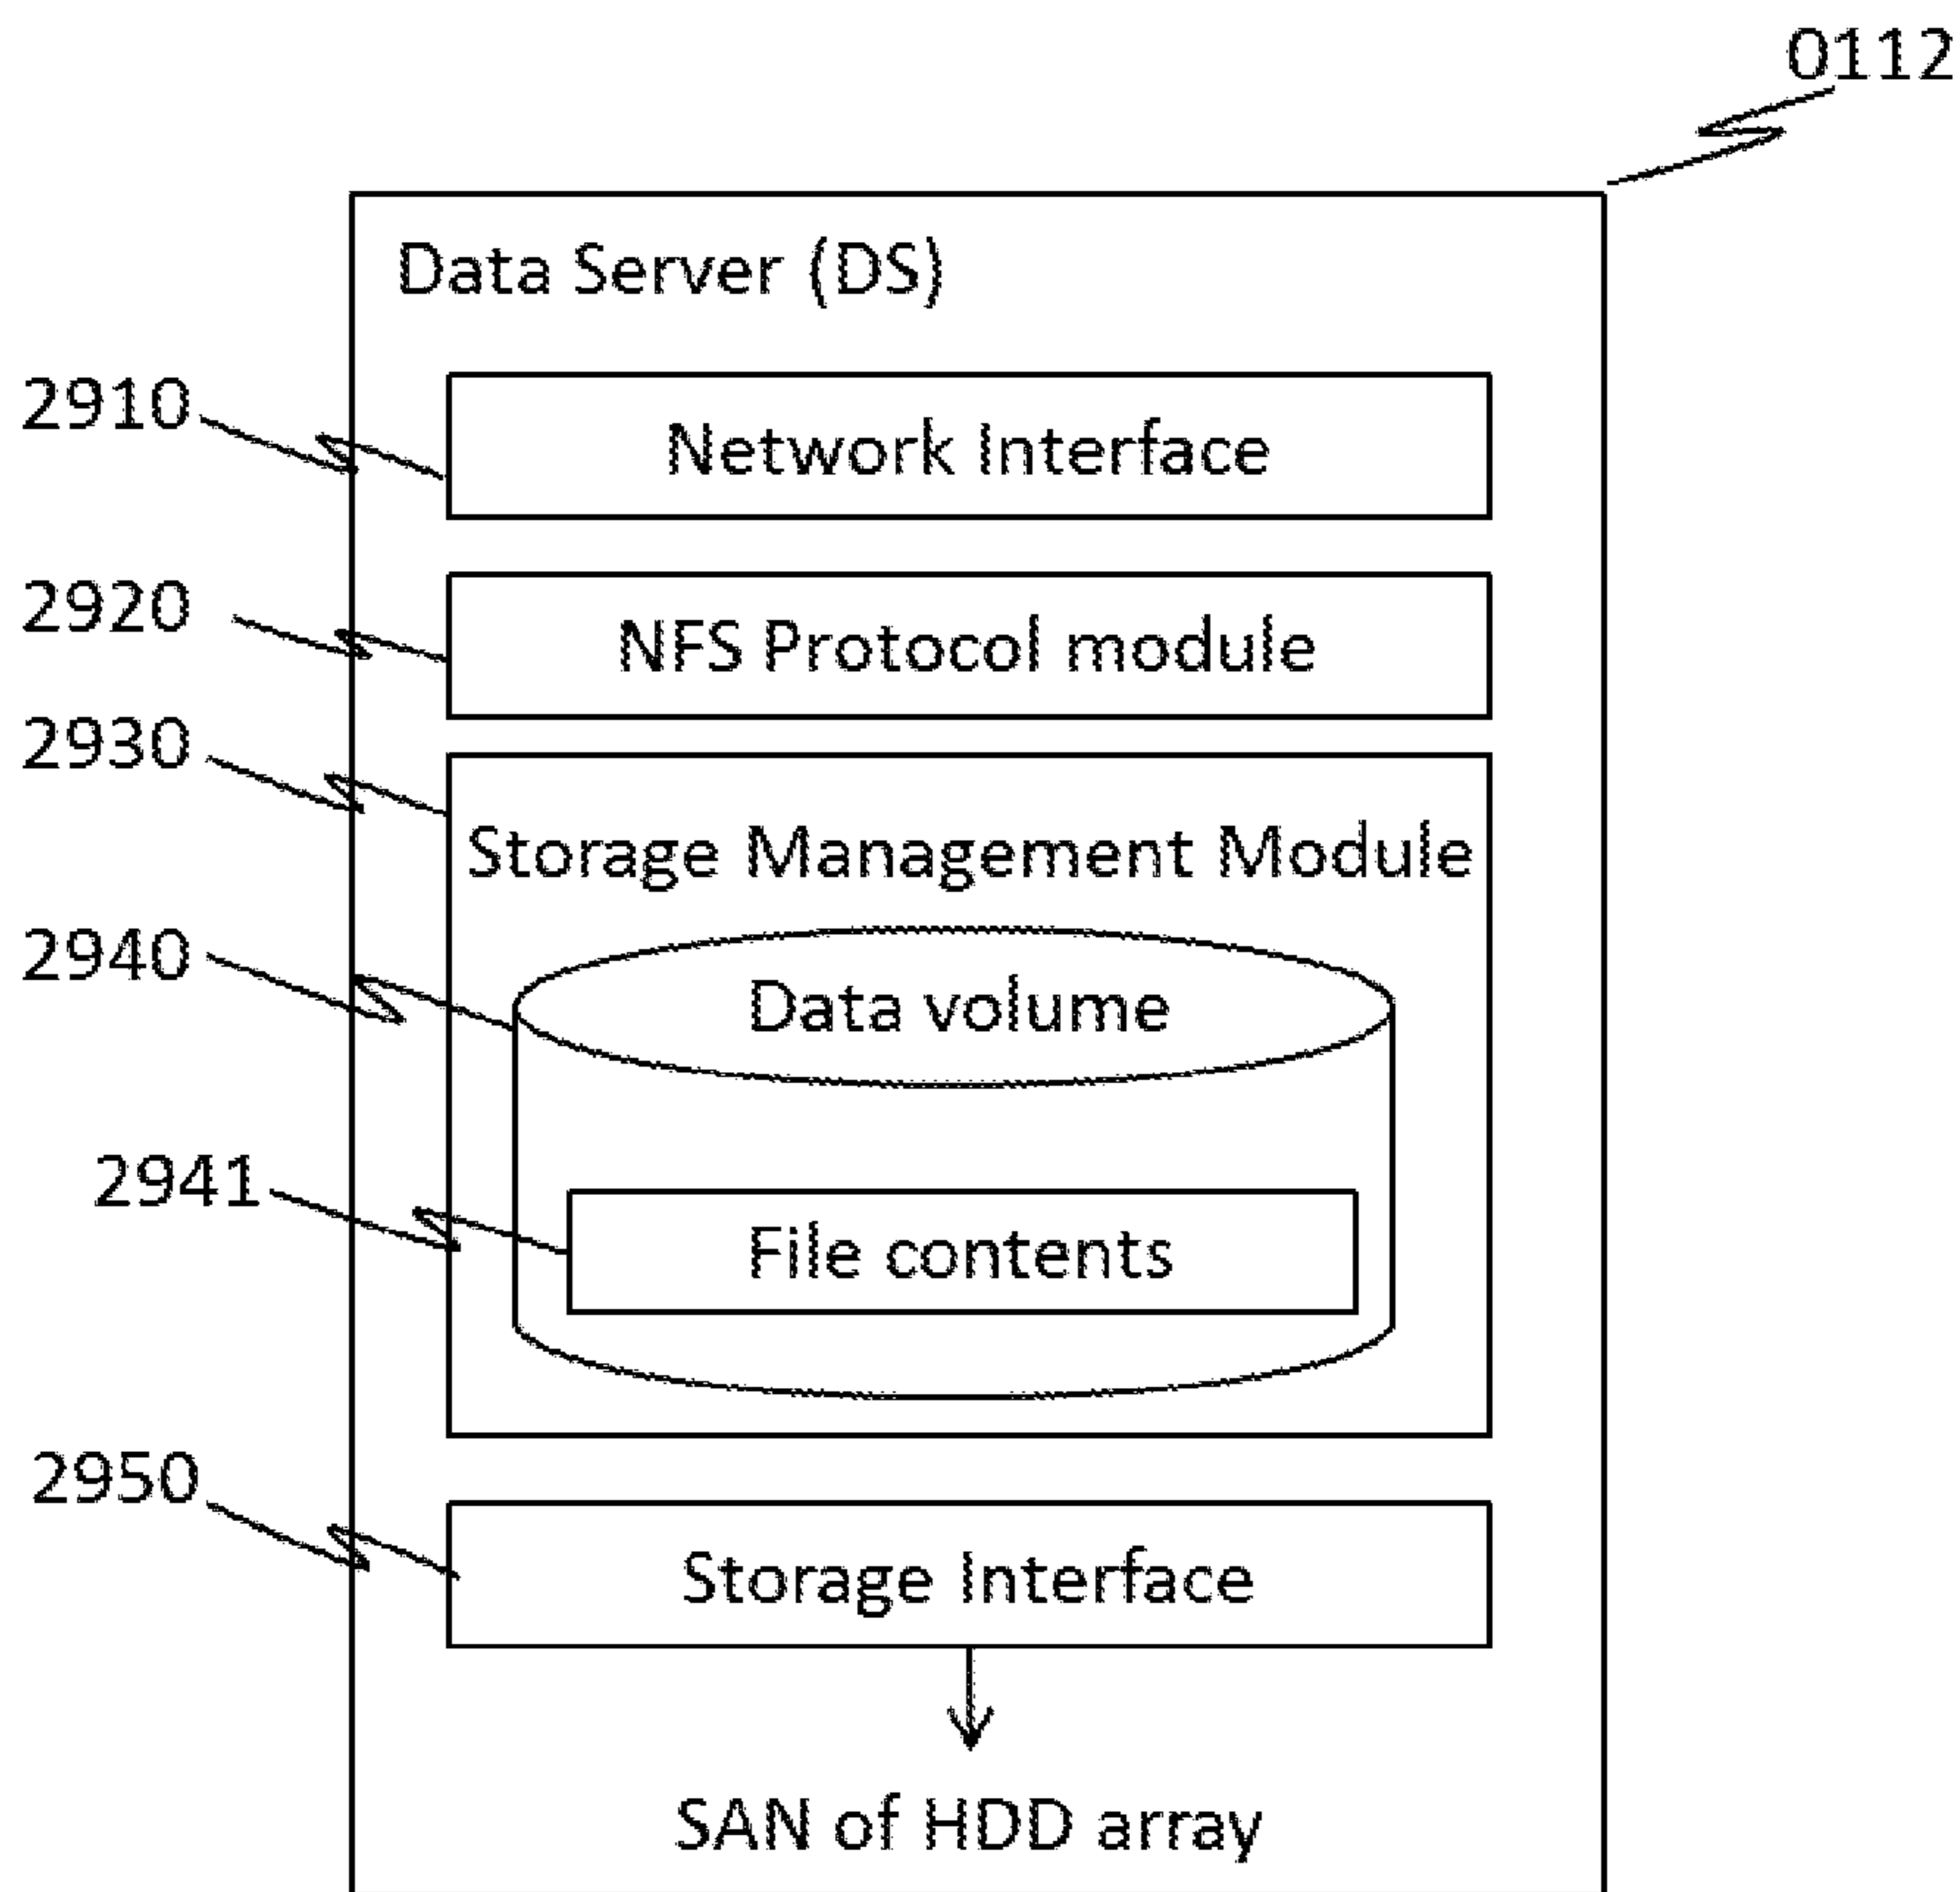 0112
Data Server (DS)
2910
Network Interface
2920
NFS Protocol module
2930
Storage Management Module
2940
Data volume
2941
File contents
2950
Storage Interface
SAN of HDD array